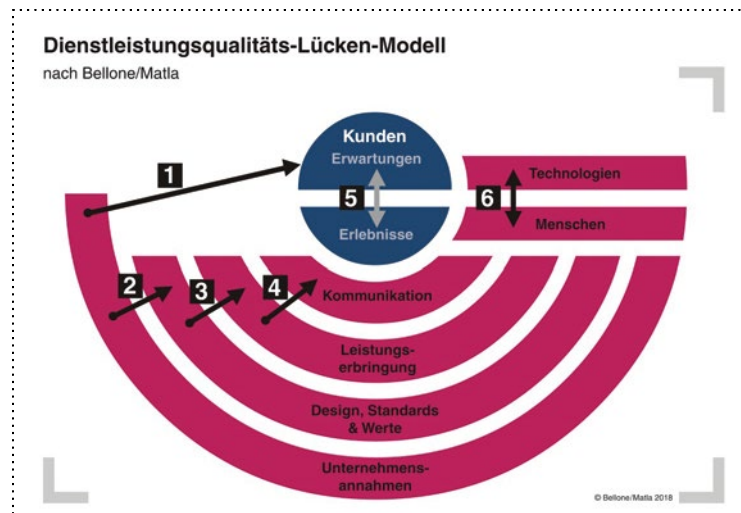 Dienstleistungsqualitäts-Lücken-Modell
nach Bellone/Matla
Kunden
Erwartungen
1
5
6
Technologien
Menschen
Erlebnisse
2
3
4
Kommunikation
Leistungs-
erbringung
Design, Standards
& Werte
Unternehmens-
annahmen
© Bellone/Matla 2018